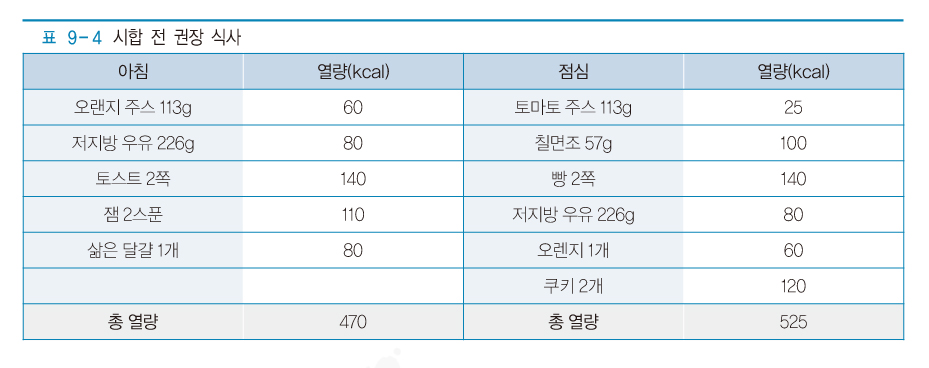 표 9-4 시합 전 권장 식사
아침 열량(kcal) 점심 열량(kcal)
오랜지 주스 113g 60 토마토 주스 113g 25
저지방 우유 226g 80 칠면조 57g 100
토스트 2쪽 140 빵 2쪽 140
잼 2스푼 110 저지방 우유 226g 80
삶은 달걀 1개 80 오렌지 1개 60
쿠키 2개 120
총 열량 470 총 열량 525